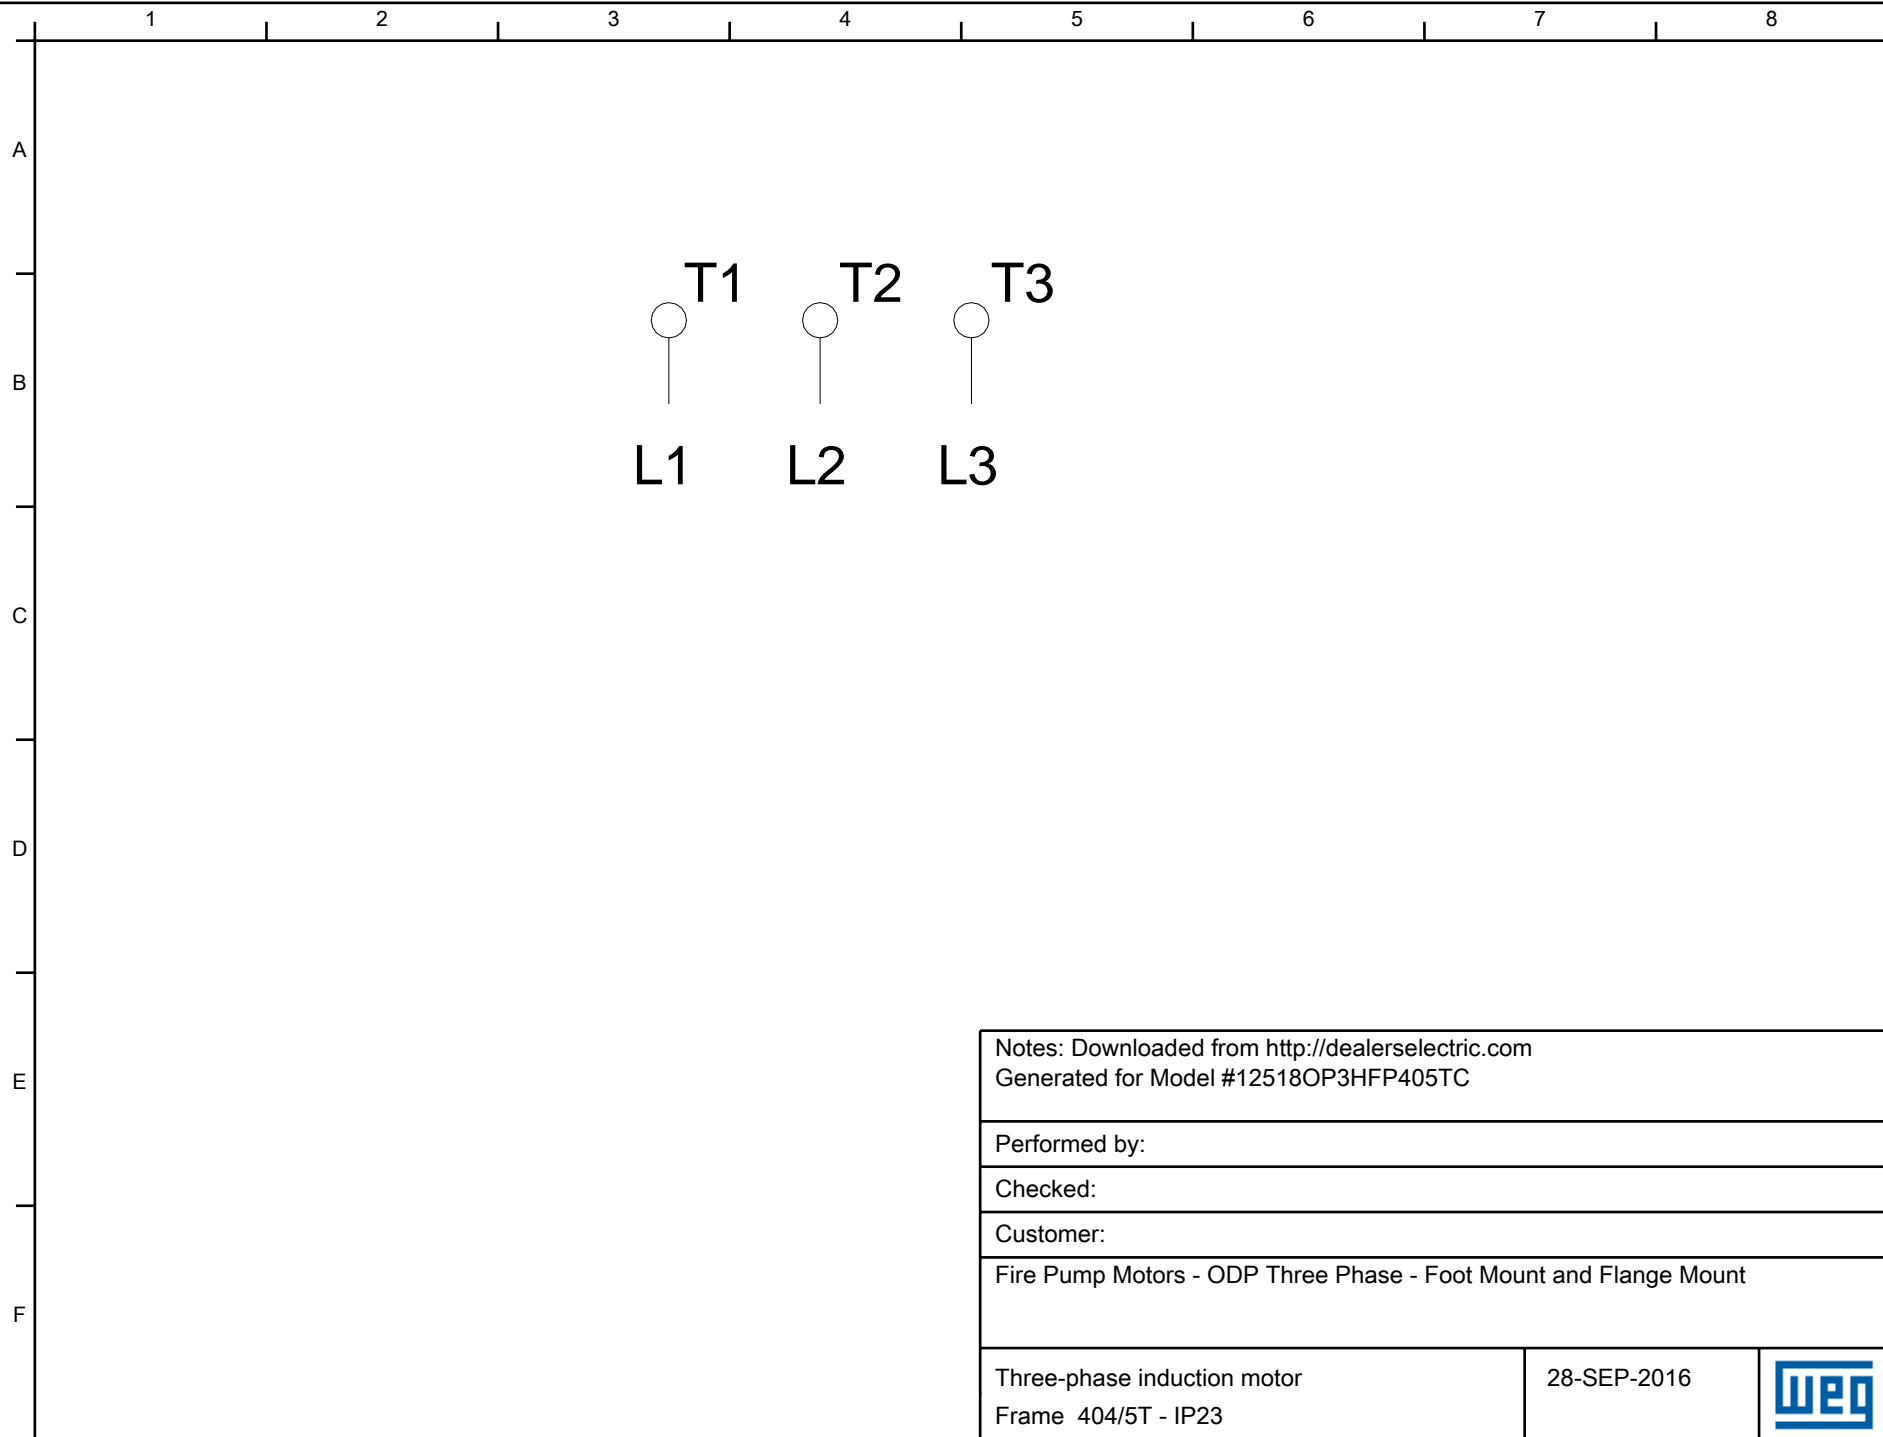 1 2 3 4 5 6 7 8
A
T1 T2 T3
B
L1 L2 L3
C
D
Notes: Downloaded from http://dealerselectric.com
E
Generated for Model #12518OP3HFP405TC
Performed by:
Checked:
Customer:
Fire Pump Motors - ODP Three Phase - Foot Mount and Flange Mount
F
Three-phase induction motor
28-SEP-2016
Frame 404/5T - IP23
weg